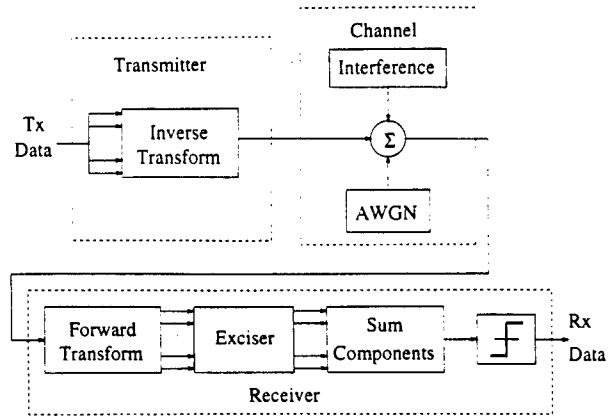 Channel
Transmitter
Interference
Tx
Data
Inverse
Transform
Σ
AWGN
Forward
Transform
Exciser
Sum
Components
Rx
Data
Receiver